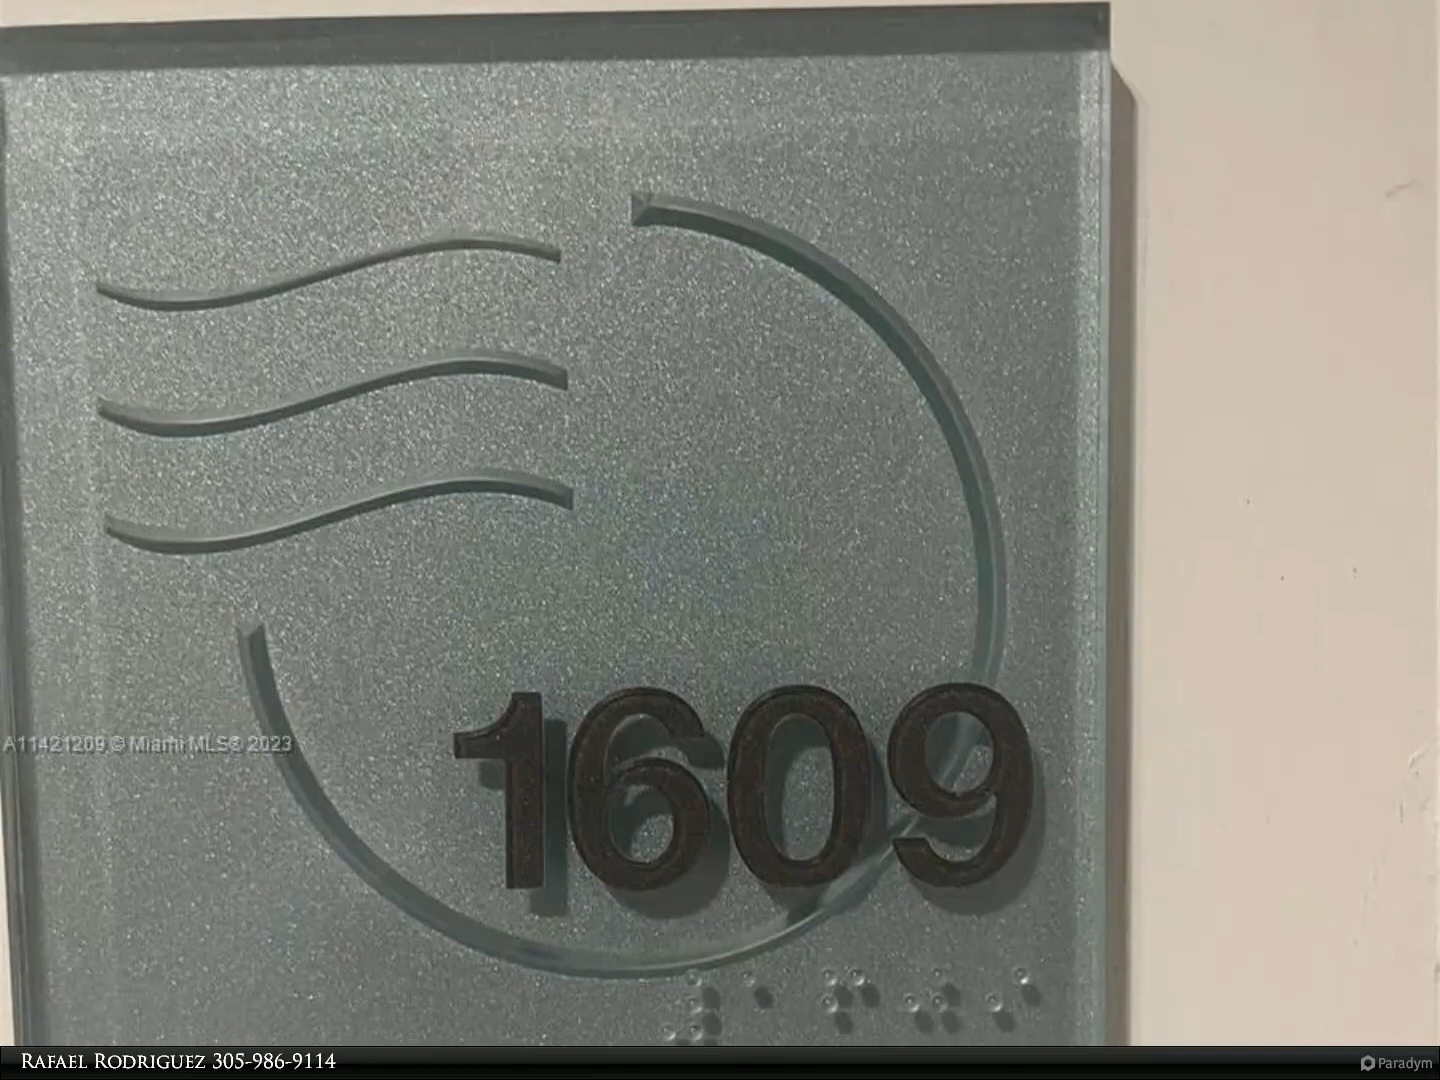 A11421209 © Miami MLS® 2023
1609
⠼⠁⠋⠚⠊
RAFAEL RODRIGUEZ 305-986-9114
Paradym